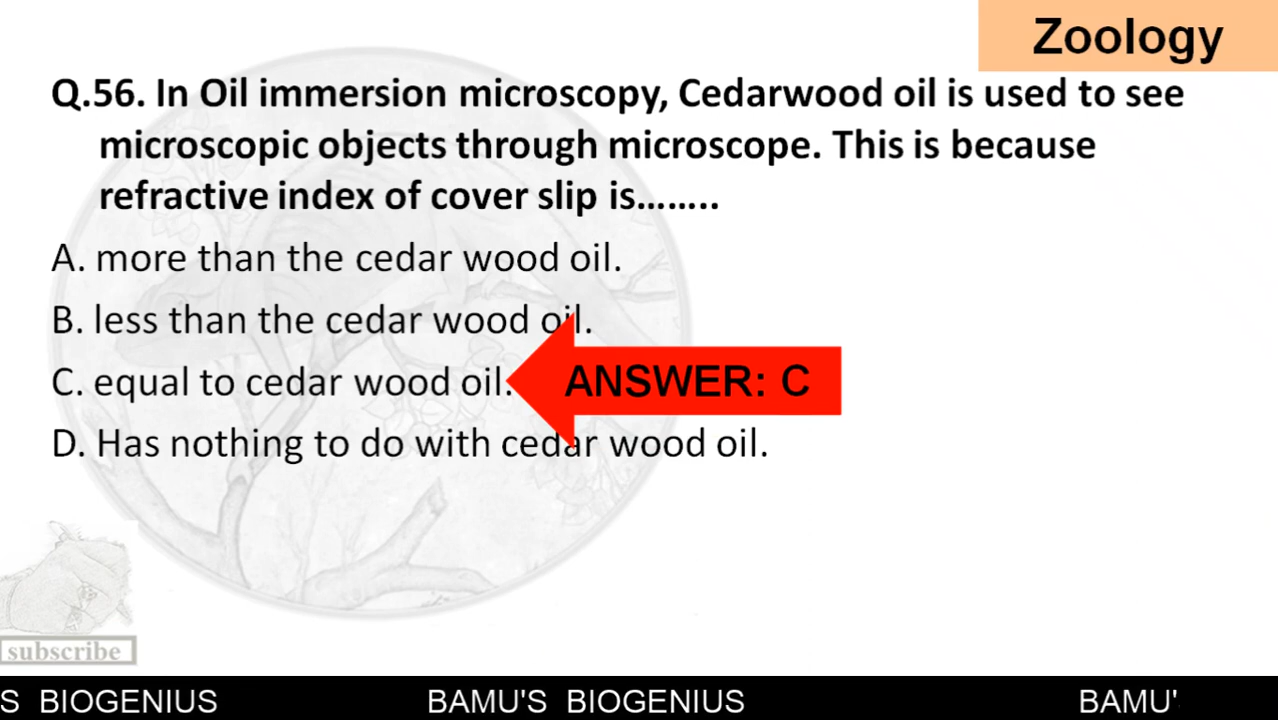 Zoology
Q.56. In Oil immersion microscopy, Cedarwood oil is used to see
microscopic objects through microscope. This is because
refractive index of cover slip is……..
A. more than the cedar wood oil.
B. less than the cedar wood oil.
C. equal to cedar wood oil.
ANSWER: C
D. Has nothing to do with cedar wood oil.
subscribe
S BIOGENIUS BAMU'S BIOGENIUS BAMU'